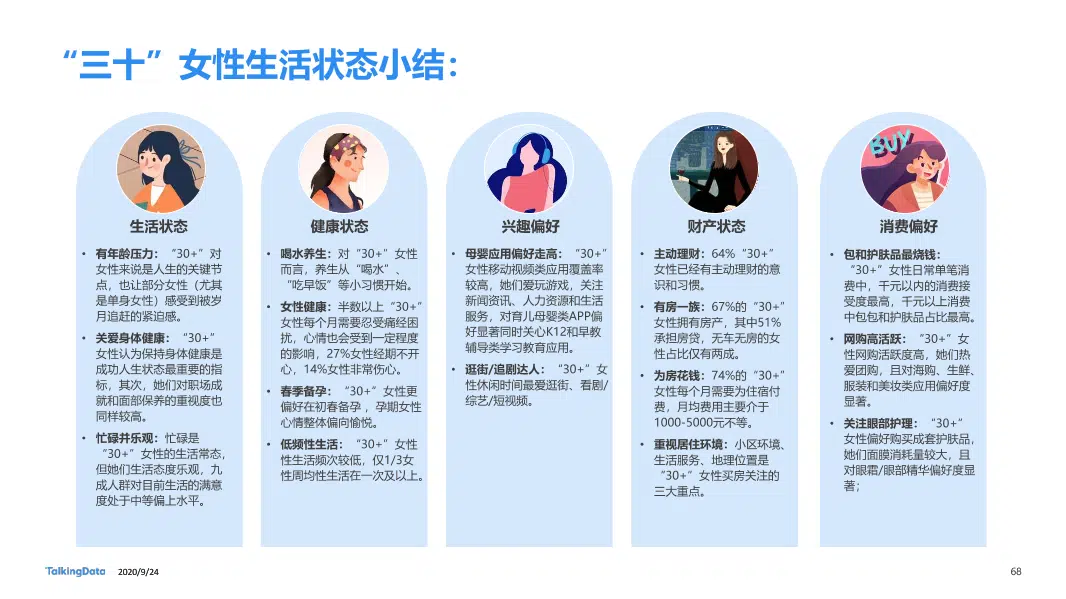 “三十”女性生活状态小结：
生活状态
• 有年龄压力：“30+”对
女性来说是人生的关键节
点，也让部分女性（尤其
是单身女性）感受到被岁
月追赶的紧迫感。
• 关爱身体健康：“30+”
女性认为保持身体健康是
成功人生状态最重要的指
标，其次，她们对职场成
就和面部保养的重视度也
同样较高。
• 忙碌并乐观：忙碌是
“30+”女性的生活常态，
但她们生活态度乐观，九
成人群对目前生活的满意
度处于中等偏上水平。
健康状态
• 喝水养生：对“30+”女性
而言，养生从“喝水”、
“吃早饭”等小习惯开始。
• 女性健康：半数以上“30+”
女性每个月需要忍受痛经困
扰，心情也会受到一定程度
的影响，27%女性经期不开
心，14%女性非常伤心。
• 春季备孕：“30+”女性更
偏好在初春备孕，孕期女性
心情整体偏向愉悦。
• 低频性生活：“30+”女性
性生活频次较低，仅1/3女
性周均性生活在一次及以上。
兴趣偏好
• 母婴应用偏好走高：“30+”
女性移动视频类应用覆盖率
较高，她们爱玩游戏，关注
新闻资讯、人力资源和生活
服务，对育儿母婴类APP偏
好显著同时关心K12和早教
辅导类学习教育应用。
• 逛街/追剧达人：“30+”女
性休闲时间最爱逛街、看剧/
综艺/短视频。
财产状态
• 主动理财：64%“30+”
女性已经有主动理财的意
识和习惯。
• 有房一族：67%的“30+”
女性拥有房产，其中51%
承担房贷，无车无房的女
性占比仅有两成。
• 为房花钱：74%的“30+”
女性每个月需要为住宿付
费，月均费用主要介于
1000-5000元不等。
• 重视居住环境：小区环境、
生活服务、地理位置是
“30+”女性买房关注的
三大重点。
BUY
消费偏好
• 包和护肤品最烧钱：
“30+”女性日常单笔消
费中，千元以内的消费接
受度最高，千元以上消费
中包包和护肤品占比最高。
• 网购高活跃：“30+”女
性网购活跃度高，她们热
爱团购，且对海购、生鲜、
服装和美妆类应用偏好度
显著。
• 关注眼部护理：“30+”
女性偏好购买成套护肤品，
她们面膜消耗量较大，且
对眼霜/眼部精华偏好度显
著；
TalkingData 2020/9/24
68